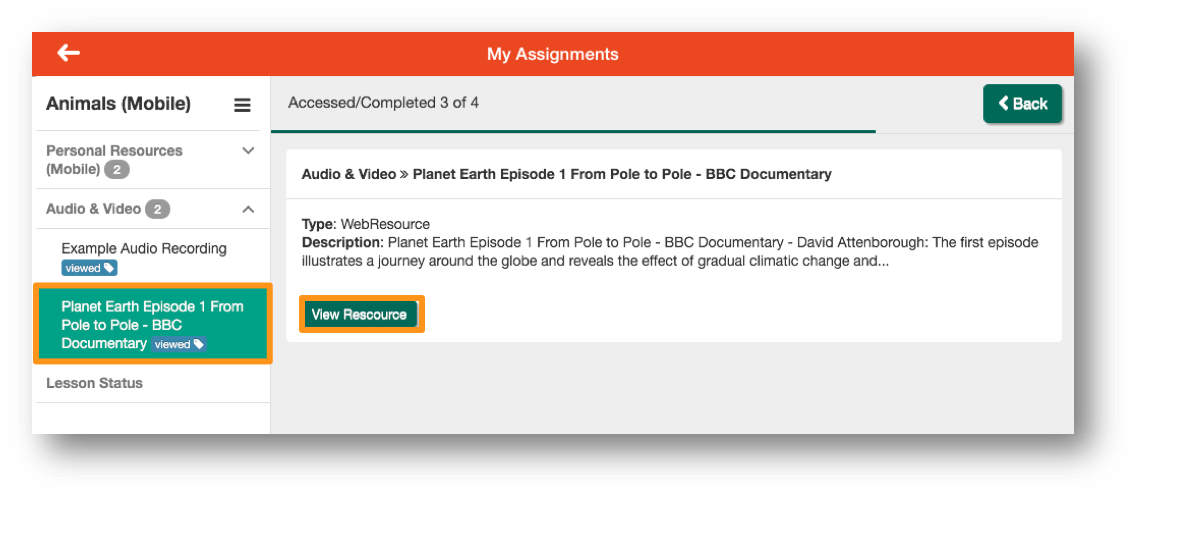 My Assignments
Animals (Mobile)
Accessed/Completed 3 of 4
Back
Personal Resources
(Mobile) 2
Audio & Video 2
Example Audio Recording
viewed
Planet Earth Episode 1 From
Pole to Pole - BBC
Documentary viewed
Lesson Status
Audio & Video » Planet Earth Episode 1 From Pole to Pole - BBC Documentary
Type: WebResource
Description: Planet Earth Episode 1 From Pole to Pole - BBC Documentary - David Attenborough: The first episode
illustrates a journey around the globe and reveals the effect of gradual climatic change and...
View Rescource